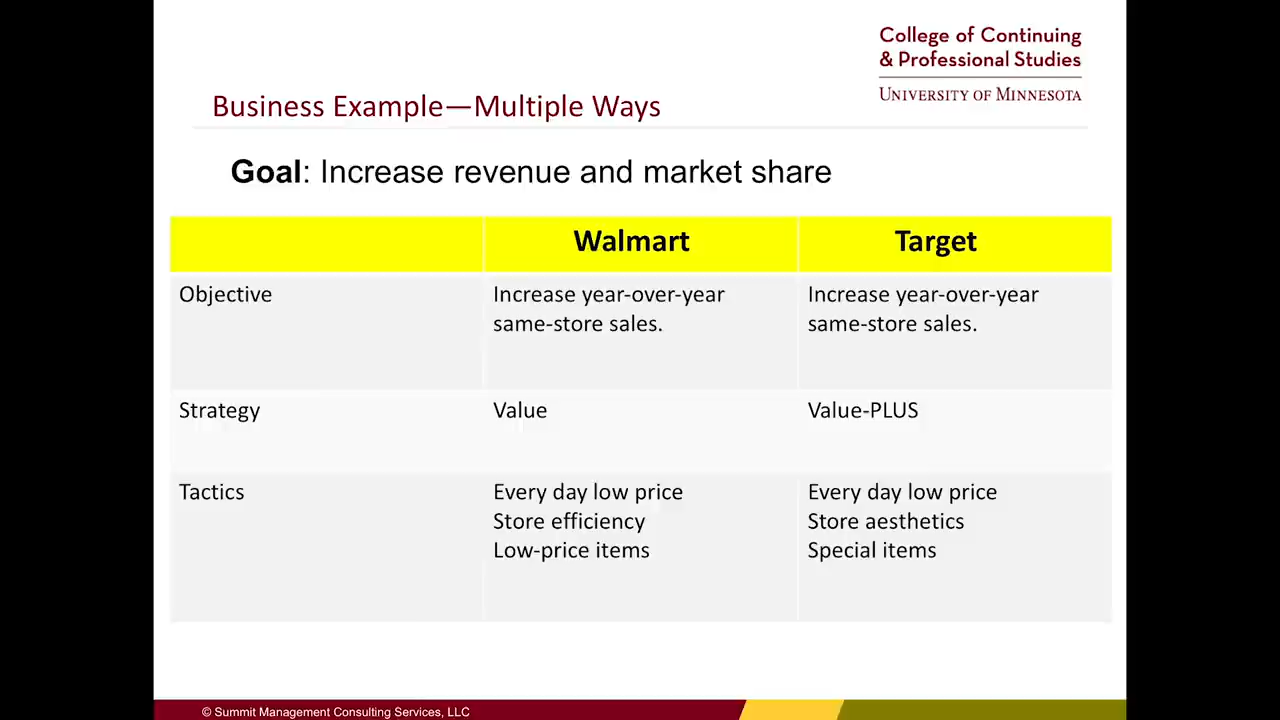 College of Continuing
& Professional Studies
UNIVERSITY OF MINNESOTA
Business Example—Multiple Ways
Goal: Increase revenue and market share
Walmart Target
Objective Increase year-over-year Increase year-over-year
same-store sales. same-store sales.
Strategy Value Value-PLUS
Tactics Every day low price Every day low price
Store efficiency Store aesthetics
Low-price items Special items
© Summit Management Consulting Services, LLC